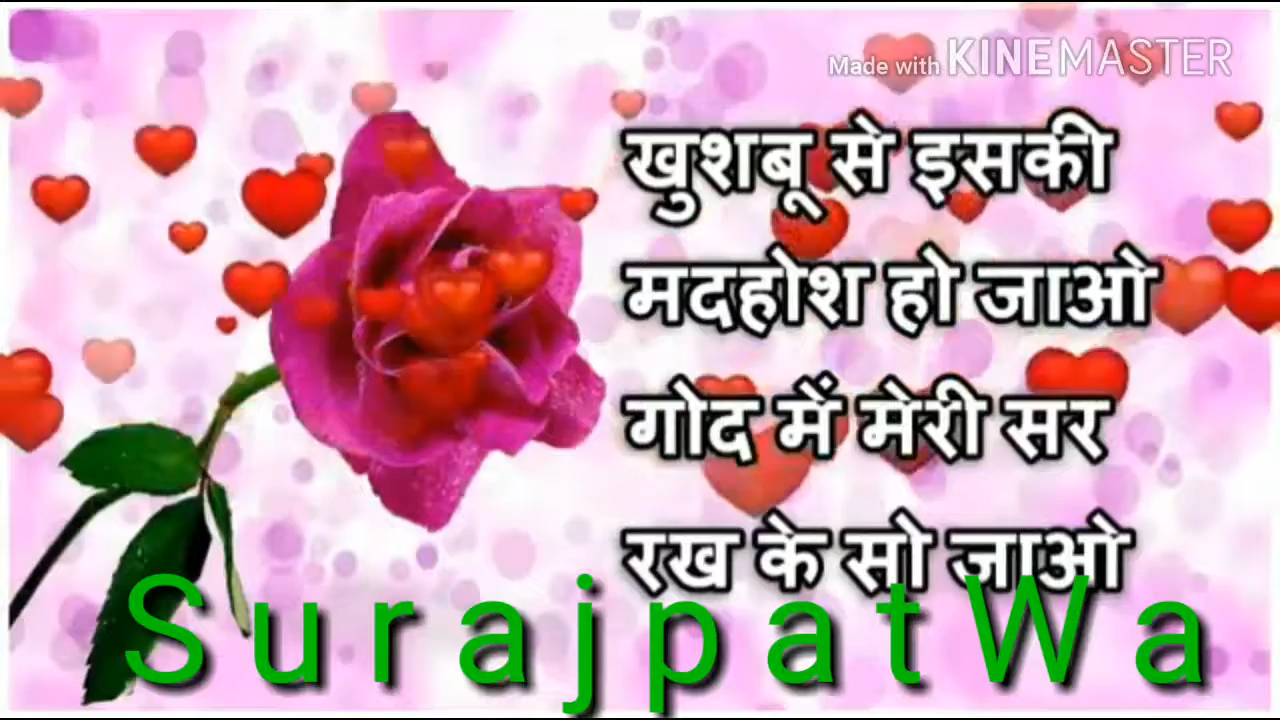 Made with KINEMASTER
खुशबू से इसकी
मदहोश हो जाओ
गोद में मेरी सर
रख के सो जाओ
SurajpatWa